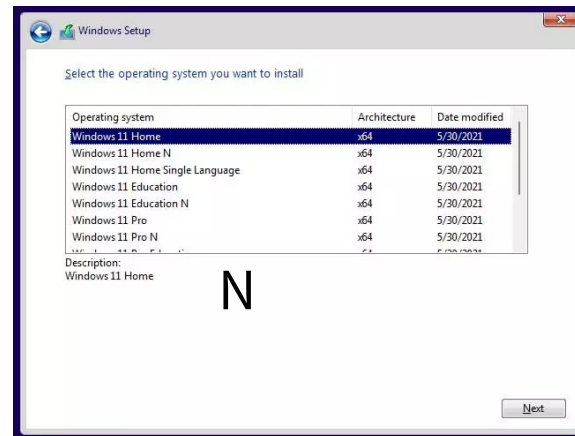 Windows Setup
Select the operating system you want to install
Operating system Architecture Date modified
Windows 11 Home x64 5/30/2021
Windows 11 Home N x64 5/30/2021
Windows 11 Home Single Language x64 5/30/2021
Windows 11 Education x64 5/30/2021
Windows 11 Education N x64 5/30/2021
Windows 11 Pro x64 5/30/2021
Windows 11 Pro N x64 5/30/2021
Description:
Windows 11 Home
N
Next